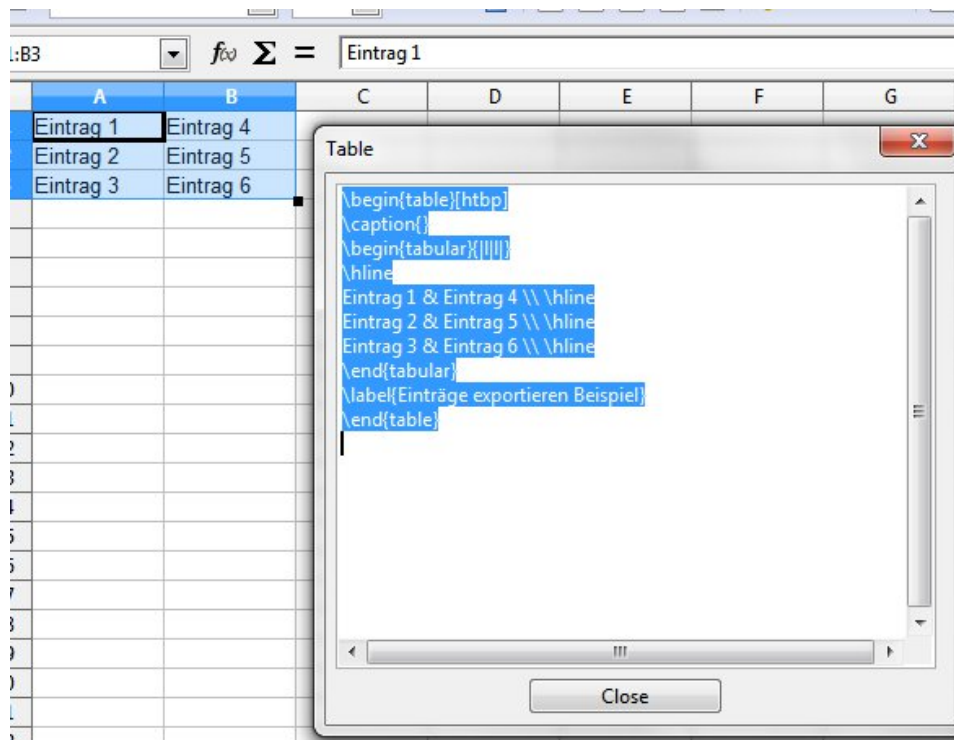 :B3 f(x) Σ = Eintrag 1
A B C D E F G
Eintrag 1 Eintrag 4
Eintrag 2 Eintrag 5
Eintrag 3 Eintrag 6
Table
\begin{table}[htbp]
\caption{}
\begin{tabular}{|l|l|}
\hline
Eintrag 1 & Eintrag 4 \\ \hline
Eintrag 2 & Eintrag 5 \\ \hline
Eintrag 3 & Eintrag 6 \\ \hline
\end{tabular}
\label{Einträge exportieren Beispiel}
\end{table}
Close